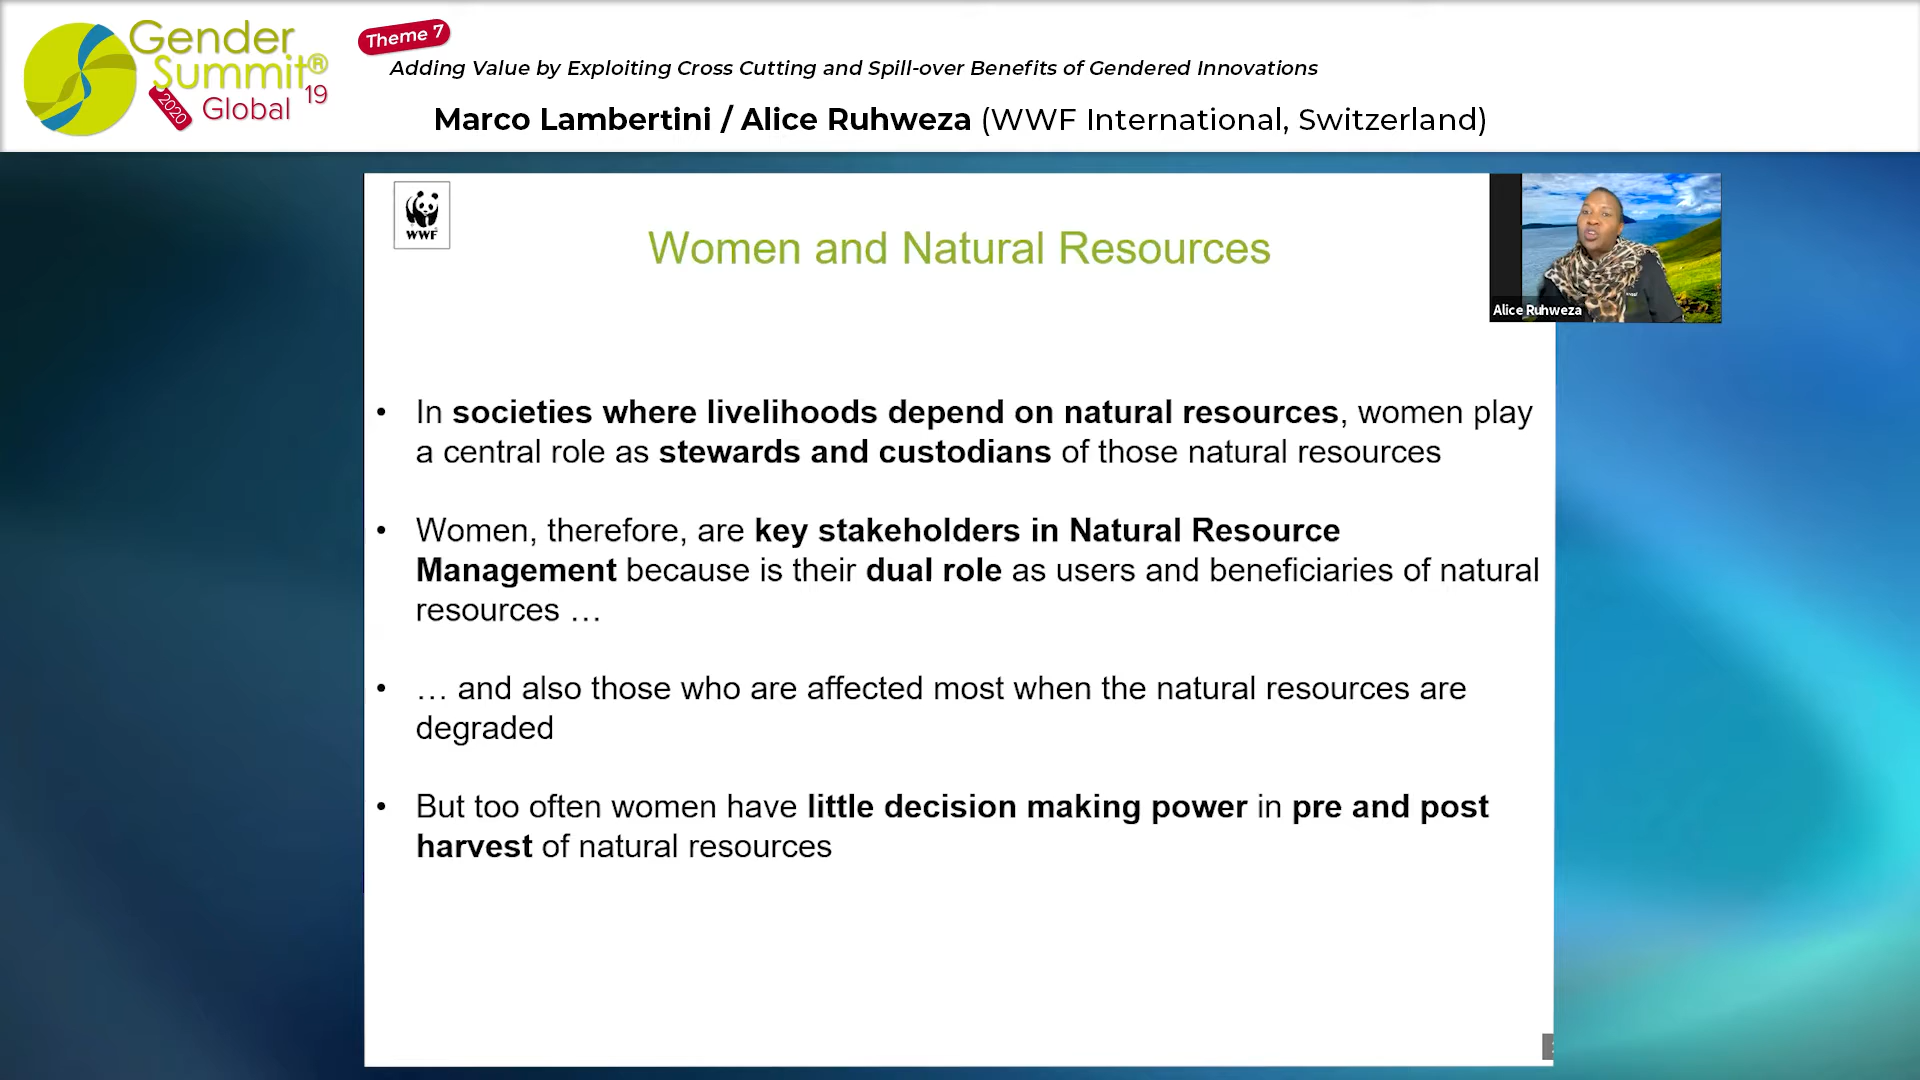 Gender
Summit®
2020
Global 19
Theme 7
Adding Value by Exploiting Cross Cutting and Spill-over Benefits of Gendered Innovations
Marco Lambertini / Alice Ruhweza (WWF International, Switzerland)
WWF
Women and Natural Resources
Alice Ruhweza
• In societies where livelihoods depend on natural resources, women play
a central role as stewards and custodians of those natural resources
• Women, therefore, are key stakeholders in Natural Resource
Management because is their dual role as users and beneficiaries of natural
resources …
• … and also those who are affected most when the natural resources are
degraded
• But too often women have little decision making power in pre and post
harvest of natural resources